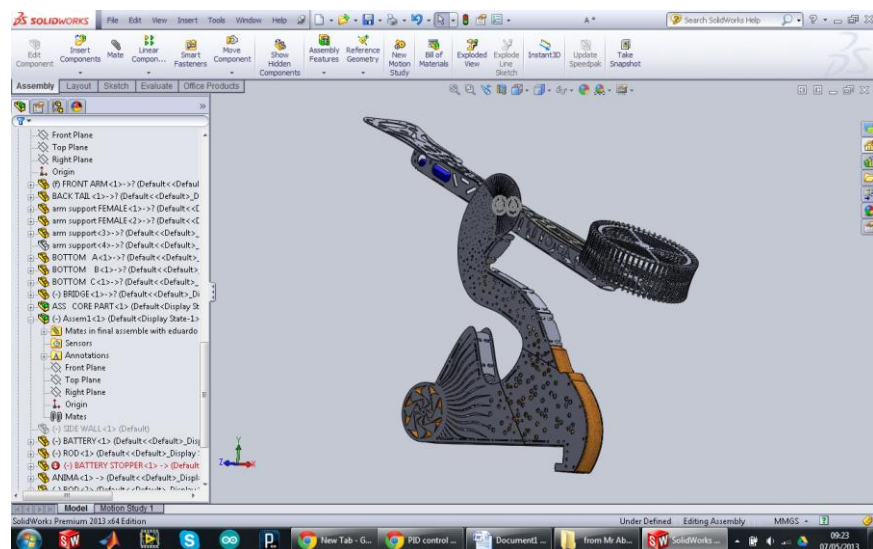 SOLIDWORKS File Edit View Insert Tools Window Help A * Search SolidWorks Help
Edit Component Insert Components Mate Linear Compon... Smart Fasteners Move Component Show Hidden Components Assembly Features Reference Geometry New Motion Study Bill of Materials Exploded View Explode Line Sketch Instant3D Update Speedpak Take Snapshot
Assembly Layout Sketch Evaluate Office Products
Front Plane
Top Plane
Right Plane
Origin
(f) FRONT ARM<1>->? (Default<<Defaul
BACK TAIL<1>->? (Default<<Default>_D
arm support FEMALE<1>->? (Default<<D
arm support FEMALE<2>->? (Default<<D
arm support<3>->? (Default<<Default>_
arm support<4>->? (Default<<Default>_
BOTTOM A<1>->? (Default<<Default>_
BOTTOM B<1>->? (Default<<Default>_
BOTTOM C<1>->? (Default<<Default>_
(-) BRIDGE<1>->? (Default<<Default>_Di
ASS CORE PART<1> (Default<Display St
(-) Assem1<1> (Default<Display State-1>
Mates in final assemble with eduardo
Sensors
Annotations
Front Plane
Top Plane
Right Plane
Origin
Mates
(-) SIDE WALL<1> (Default)
(-) BATTERY<1> (Default<<Default>_Disp
(-) ROD<1> (Default<<Default>_Display
(-) BATTERY STOPPER<1> -> (Default
ANIMA<1> -> (Default<<Default>_Displ
(-) ROD<2> (Default<<Default>_Display
Y
Z X
Model Motion Study 1
SolidWorks Premium 2013 x64 Edition Under Defined Editing Assembly MMGS
New Tab - G... PID control ... Document1 ... from Mr Ab... SolidWorks ... 09:23
07/05/2013